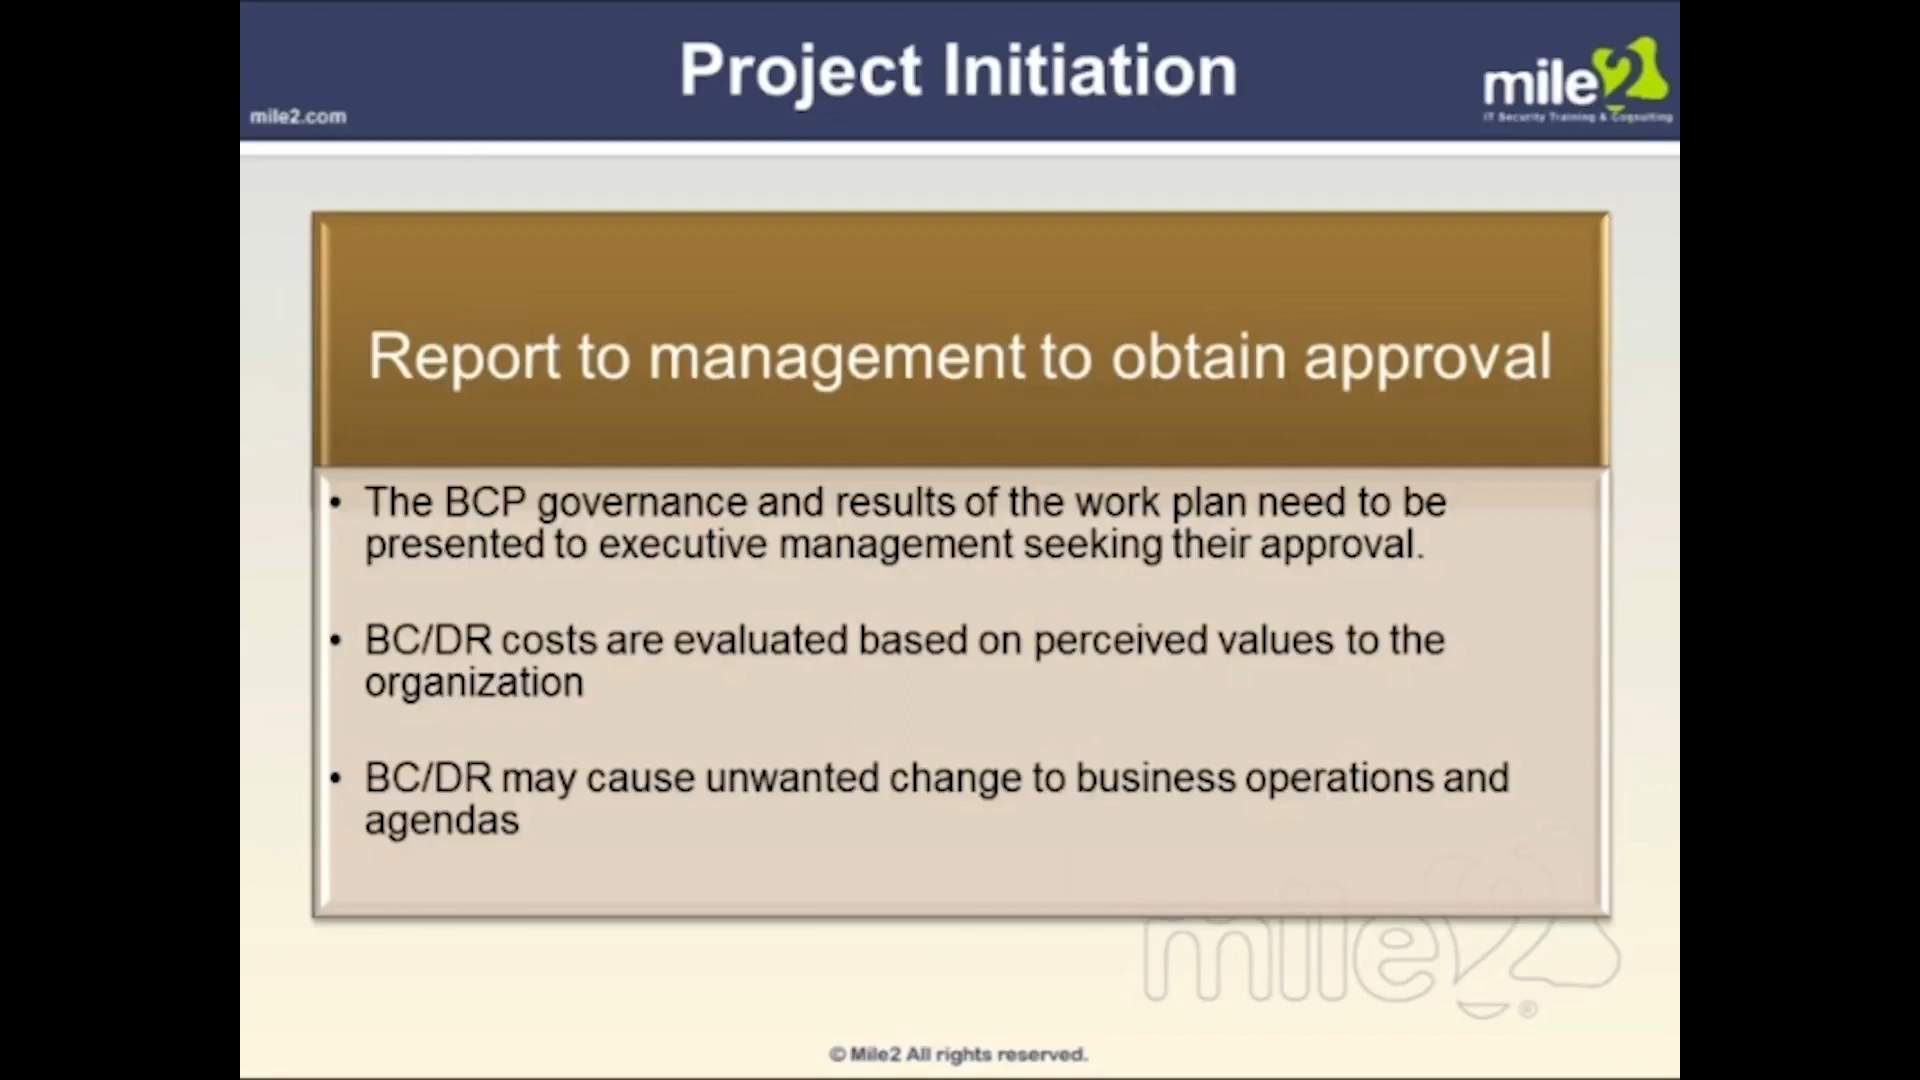 Project Initiation
mile2.com
mile2
IT Security Training & Consulting
Report to management to obtain approval
• The BCP governance and results of the work plan need to be
presented to executive management seeking their approval.
• BC/DR costs are evaluated based on perceived values to the
organization
• BC/DR may cause unwanted change to business operations and
agendas
mile2®
© Mile2 All rights reserved.